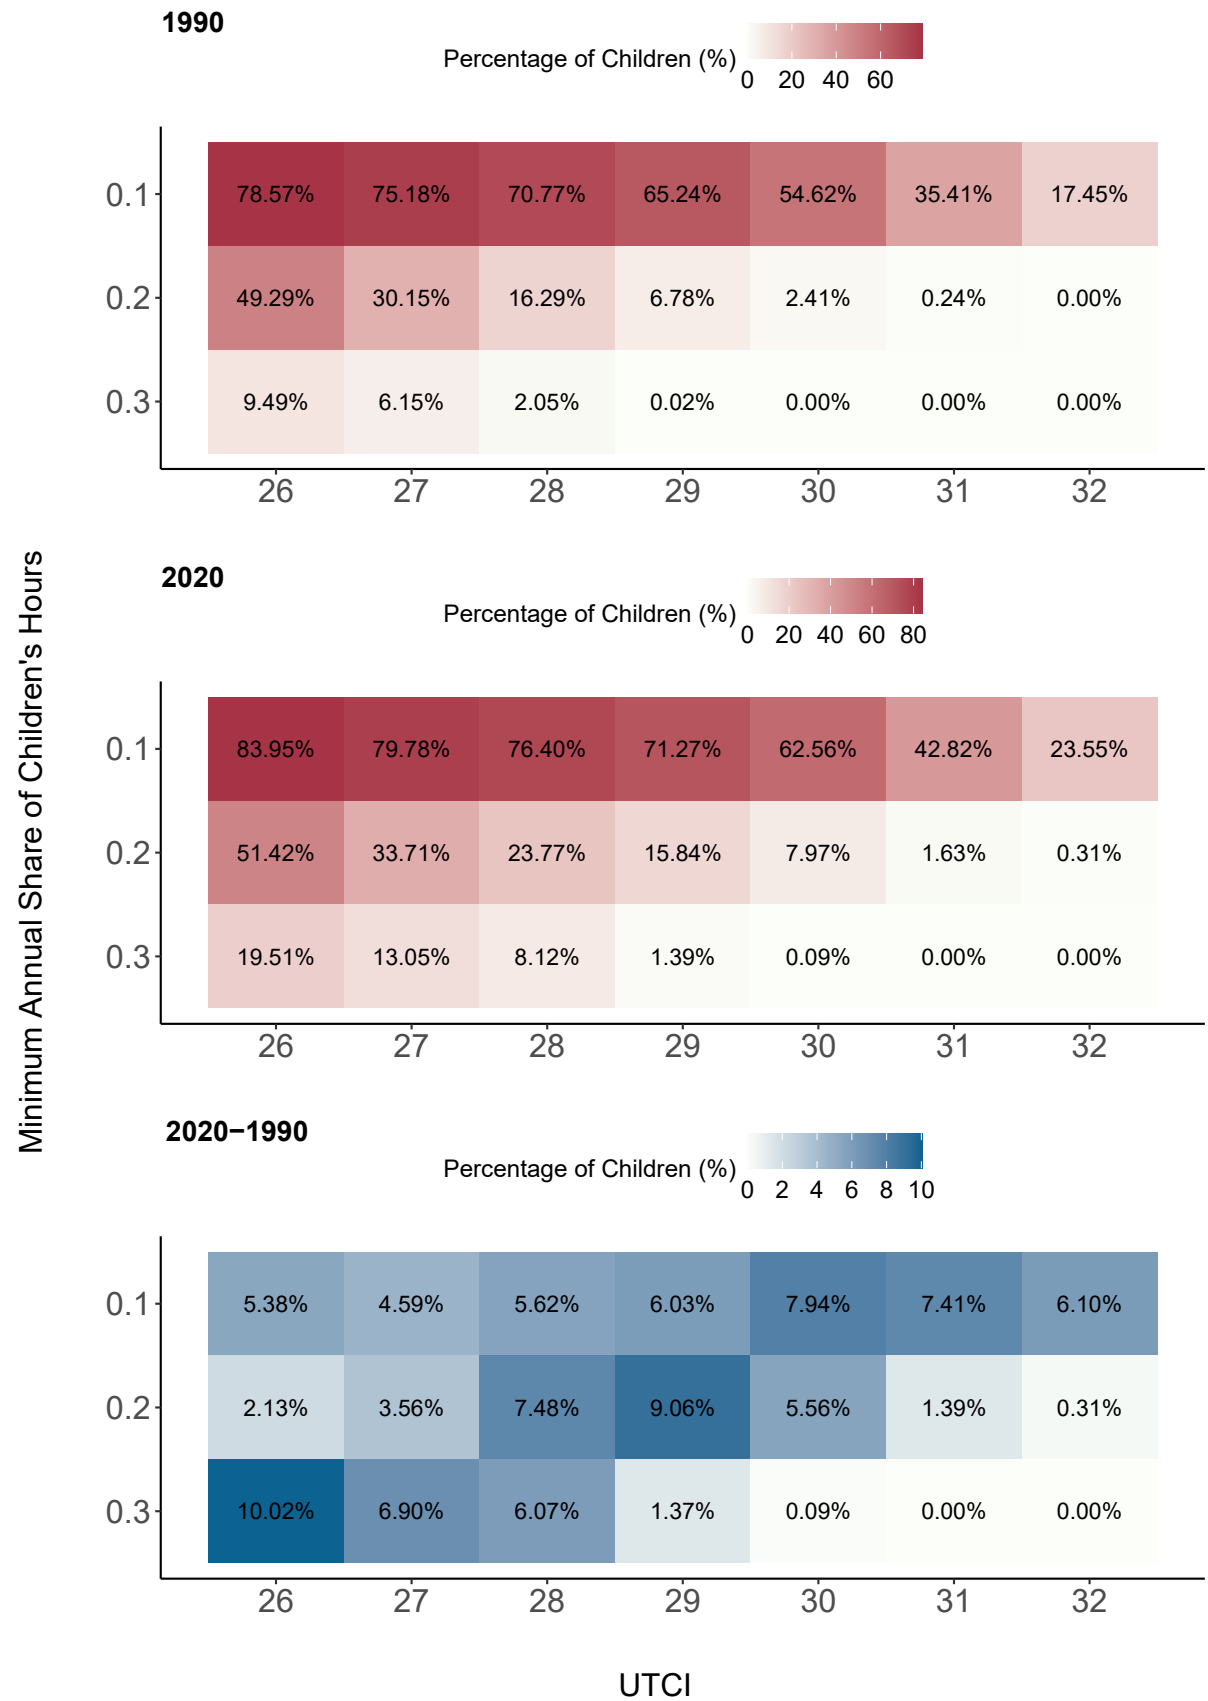 1990
Percentage of Children (%)
0 20 40 60
0.1 78.57% 75.18% 70.77% 65.24% 54.62% 35.41% 17.45%
0.2 49.29% 30.15% 16.29% 6.78% 2.41% 0.24% 0.00%
0.3 9.49% 6.15% 2.05% 0.02% 0.00% 0.00% 0.00%
26 27 28 29 30 31 32
Minimum Annual Share of Children's Hours
2020
Percentage of Children (%)
0 20 40 60 80
0.1 83.95% 79.78% 76.40% 71.27% 62.56% 42.82% 23.55%
0.2 51.42% 33.71% 23.77% 15.84% 7.97% 1.63% 0.31%
0.3 19.51% 13.05% 8.12% 1.39% 0.09% 0.00% 0.00%
26 27 28 29 30 31 32
2020−1990
Percentage of Children (%)
0 2 4 6 8 10
0.1 5.38% 4.59% 5.62% 6.03% 7.94% 7.41% 6.10%
0.2 2.13% 3.56% 7.48% 9.06% 5.56% 1.39% 0.31%
0.3 10.02% 6.90% 6.07% 1.37% 0.09% 0.00% 0.00%
26 27 28 29 30 31 32
UTCI